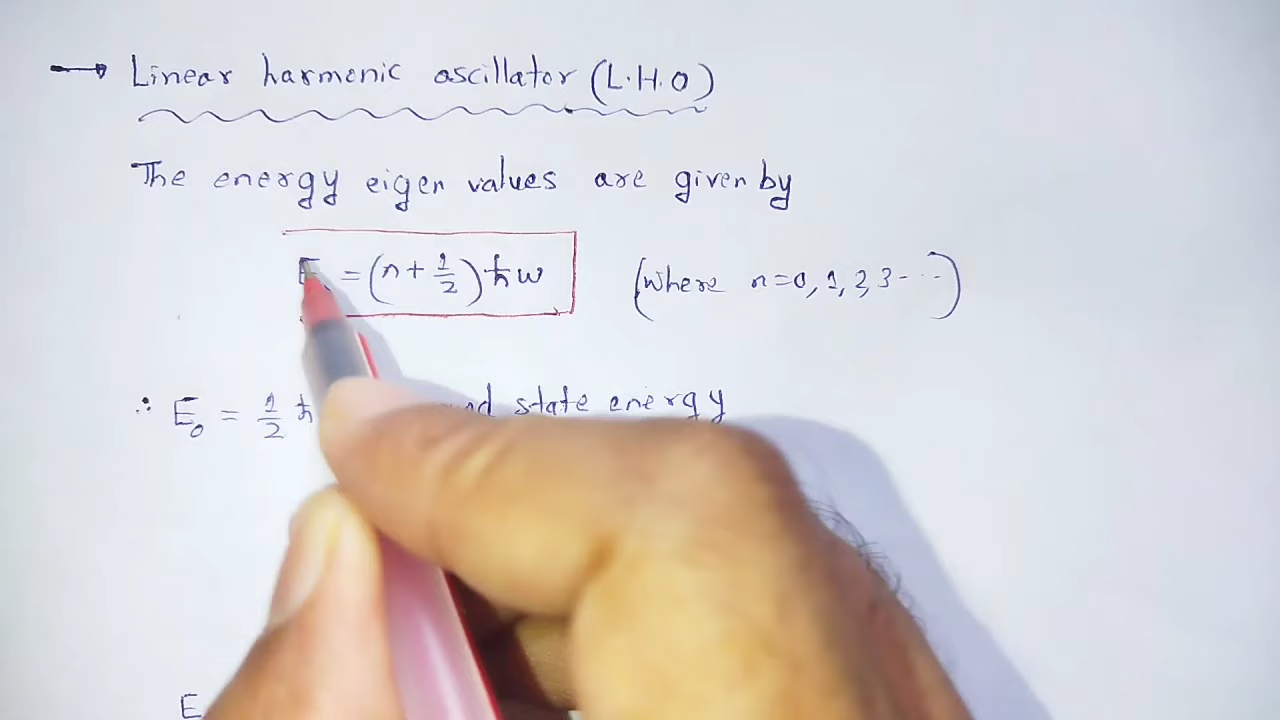 → Linear harmonic ascillator (L.H.O)
The energy eigen values are given by
E = (n + 1/2) ħω (where n=0, 1, 2, 3 - ...)
∴ E₀ = 1/2 ħ state energy
E